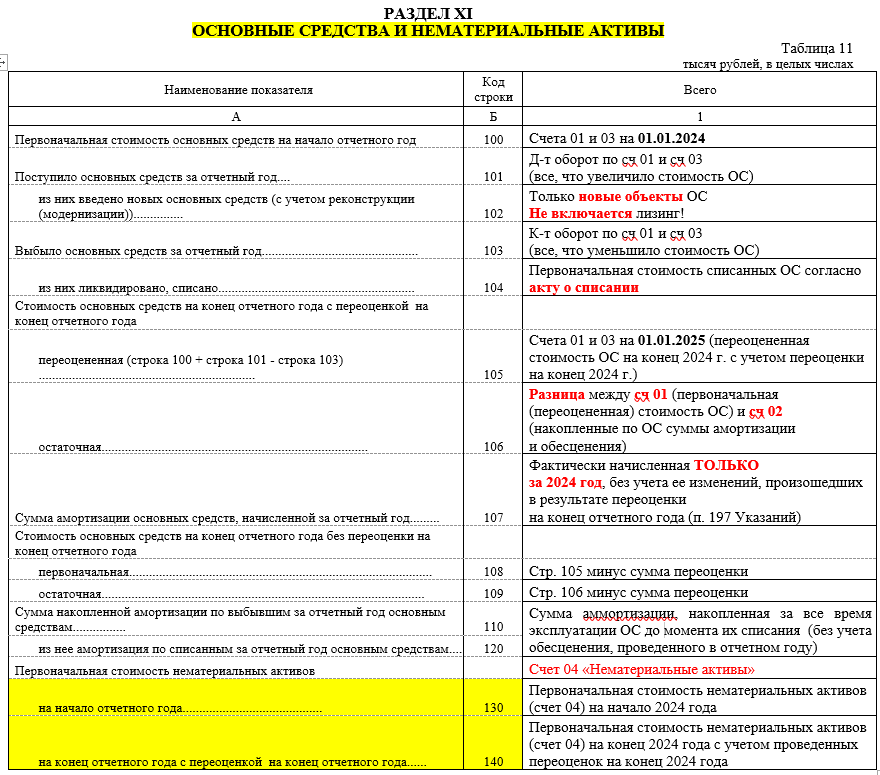 РАЗДЕЛ XI
ОСНОВНЫЕ СРЕДСТВА И НЕМАТЕРИАЛЬНЫЕ АКТИВЫ
Таблица 11
тысяч рублей, в целых числах
Наименование показателя
Код
строки
Всего
А
Б
1
Первоначальная стоимость основных средств на начало отчетного год
100
Счета 01 и 03 на 01.01.2024
Поступило основных средств за отчетный год....
101
Д-т оборот по сч 01 и сч 03
(все, что увеличило стоимость ОС)
из них введено новых основных средств (с учетом реконструкции
(модернизации))...............
102
Только новые объекты ОС
Не включается лизинг!
Выбыло основных средств за отчетный год...............................................
103
К-т оборот по сч 01 и сч 03
(все, что уменьшило стоимость ОС)
из них ликвидировано, списано...........................................................
104
Первоначальная стоимость списанных ОС согласно
акту о списании
Стоимость основных средств на конец отчетного года с переоценкой на
конец отчетного года
переоцененная (строка 100 + строка 101 - строка 103)
.................................................................
105
Счета 01 и 03 на 01.01.2025 (переоцененная
стоимость ОС на конец 2024 г. с учетом переоценки
на конец 2024 г.)
остаточная................................................................................
106
Разница между сч 01 (первоначальная
(переоцененная) стоимость ОС) и сч 02
(накопленные по ОС суммы амортизации
и обесценения)
Сумма амортизации основных средств, начисленной за отчетный год.........
107
Фактически начисленная ТОЛЬКО
за 2024 год, без учета ее изменений, произошедших
в результате переоценки
на конец отчетного года (п. 197 Указаний)
Стоимость основных средств на конец отчетного года без переоценки на
конец отчетного года
первоначальная...........................................................................................
108
Стр. 105 минус сумма переоценки
остаточная.................................................................................................
109
Стр. 106 минус сумма переоценки
Сумма накопленной амортизации по выбывшим за отчетный год основным
средствам................
110
Сумма аммортизации, накопленная за все время
эксплуатации ОС до момента их списания (без учета
обесценения, проведенного в отчетном году)
из нее амортизация по списанным за отчетный год основным средствам....
120
Первоначальная стоимость нематериальных активов
Счет 04 «Нематериальные активы»
на начало отчетного года..........................................
130
Первоначальная стоимость нематериальных активов
(счет 04) на начало 2024 года
на конец отчетного года с переоценкой на конец отчетного года......
140
Первоначальная стоимость нематериальных активов
(счет 04) на конец 2024 года с учетом проведенных
переоценок на конец 2024 года